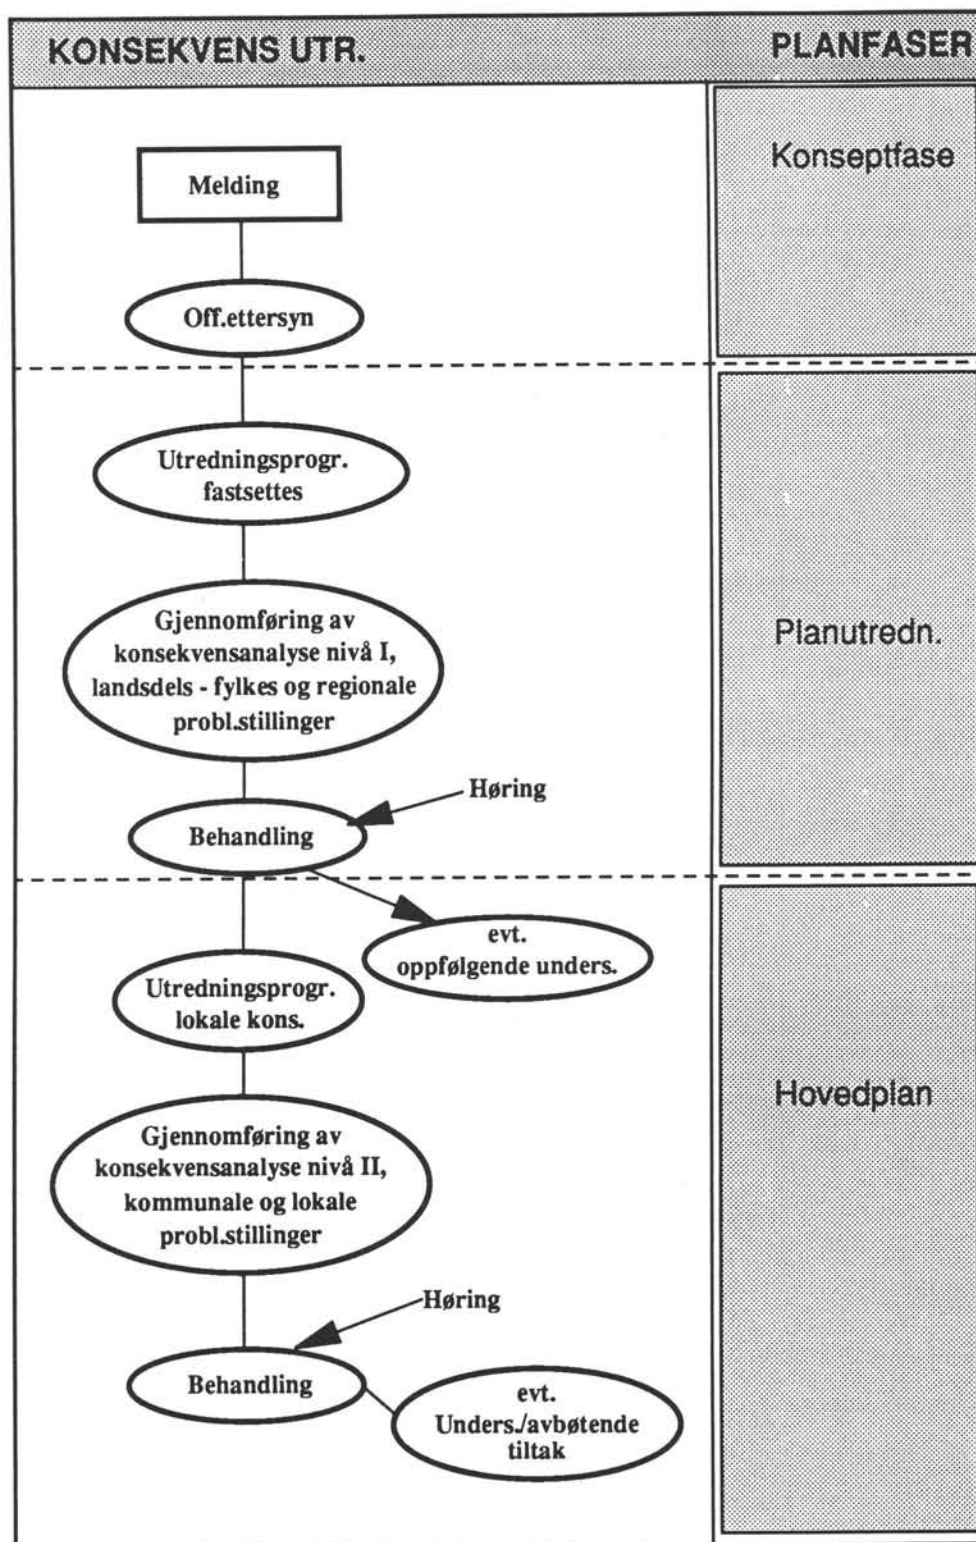 KONSEKVENS UTR.
PLANFASER
Melding
Konseptfase
Off.ettersyn
Utredningsprogr.
fastsettes
Gjennomføring av
konsekvensanalyse nivå I,
landsdels - fylkes og regionale
probl.stillinger
Planutredn.
Høring
Behandling
evt.
oppfølgende unders.
Utredningsprogr.
lokale kons.
Hovedplan
Gjennomføring av
konsekvensanalyse nivå II,
kommunale og lokale
probl.stillinger
Høring
Behandling
evt.
Unders./avbøtende
tiltak